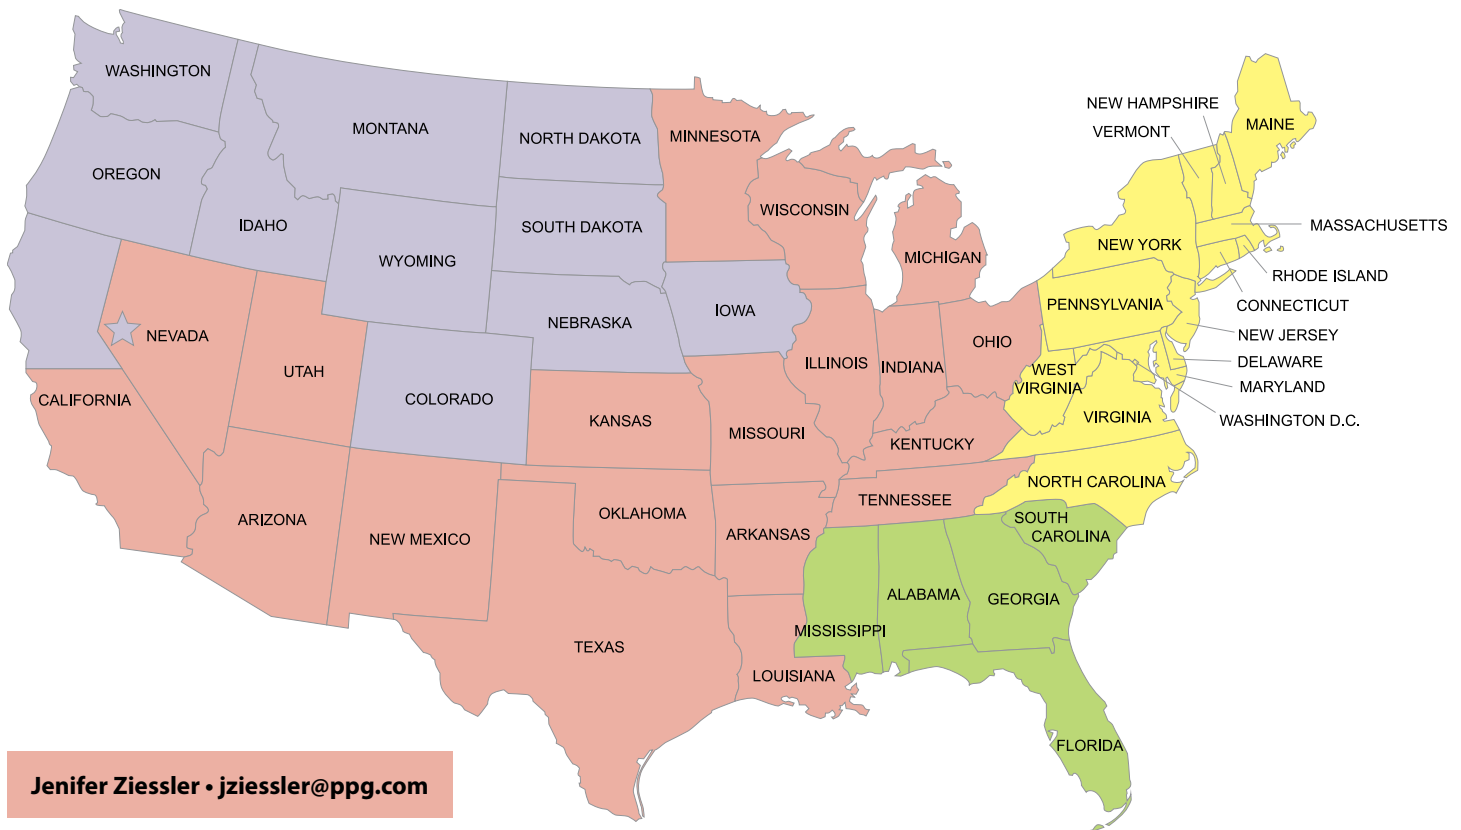 WASHINGTON
MONTANA
NORTH DAKOTA
MINNESOTA
NEW HAMPSHIRE
VERMONT
MAINE
OREGON
IDAHO
WYOMING
SOUTH DAKOTA
WISCONSIN
MICHIGAN
NEW YORK
MASSACHUSETTS
RHODE ISLAND
CONNECTICUT
NEW JERSEY
DELAWARE
MARYLAND
WASHINGTON D.C.
PENNSYLVANIA
NEVADA
UTAH
COLORADO
NEBRASKA
IOWA
ILLINOIS
INDIANA
OHIO
WEST
VIRGINIA
VIRGINIA
CALIFORNIA
KANSAS
MISSOURI
KENTUCKY
NORTH CAROLINA
TENNESSEE
SOUTH
CAROLINA
ARIZONA
NEW MEXICO
OKLAHOMA
ARKANSAS
MISSISSIPPI
ALABAMA
GEORGIA
TEXAS
LOUISIANA
FLORIDA
Jenifer Ziessler • jziessler@ppg.com